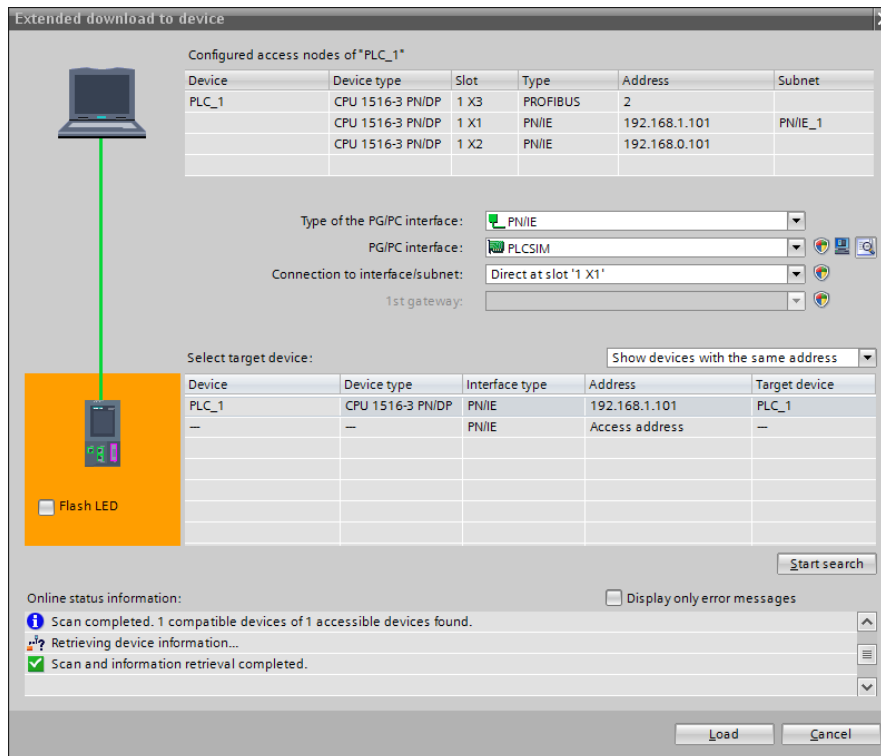 Extended download to device
Configured access nodes of "PLC_1"
Device Device type Slot Type Address Subnet
PLC_1 CPU 1516-3 PN/DP 1 X3 PROFIBUS 2
CPU 1516-3 PN/DP 1 X1 PN/IE 192.168.1.101 PN/IE_1
CPU 1516-3 PN/DP 1 X2 PN/IE 192.168.0.101
Type of the PG/PC interface: PN/IE
PG/PC interface: PLCSIM
Connection to interface/subnet: Direct at slot '1 X1'
1st gateway:
Select target device: Show devices with the same address
Device Device type Interface type Address Target device
PLC_1 CPU 1516-3 PN/DP PN/IE 192.168.1.101 PLC_1
— — PN/IE Access address —
Flash LED
Start search
Online status information: Display only error messages
Scan completed. 1 compatible devices of 1 accessible devices found.
Retrieving device information...
Scan and information retrieval completed.
Load Cancel